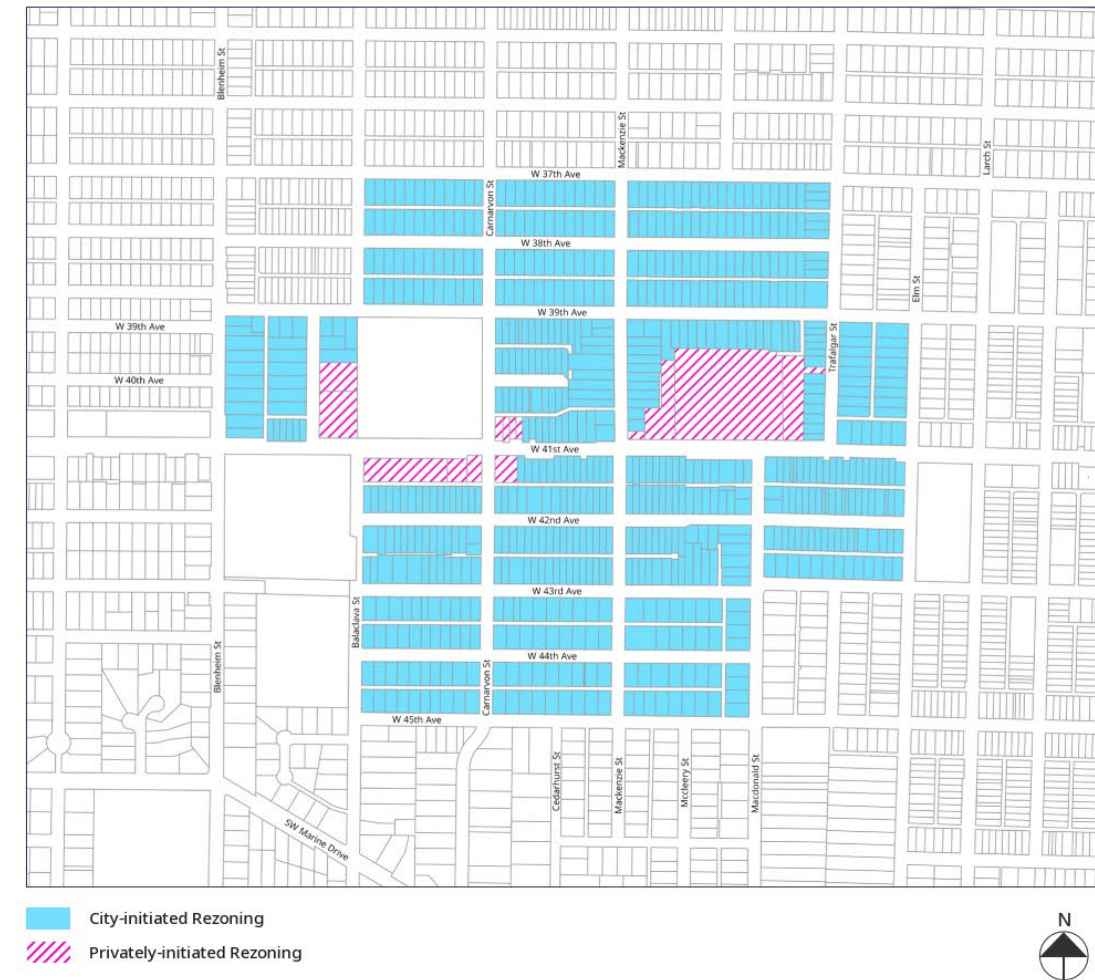 Blenheim St
Mackenzie St
Larch St
W 37th Ave
Carnarvon St
W 38th Ave
Elm St
W 39th Ave
W 39th Ave
Trafalgar St
W 40th Ave
W 41st Ave
W 42nd Ave
W 43rd Ave
Balaclava St
Blenheim St
W 44th Ave
Carnarvon St
W 45th Ave
Cedarhurst St
Mackenzie St
Mccleery St
Macdonald St
SW Marine Drive
City-initiated Rezoning
N
Privately-initiated Rezoning